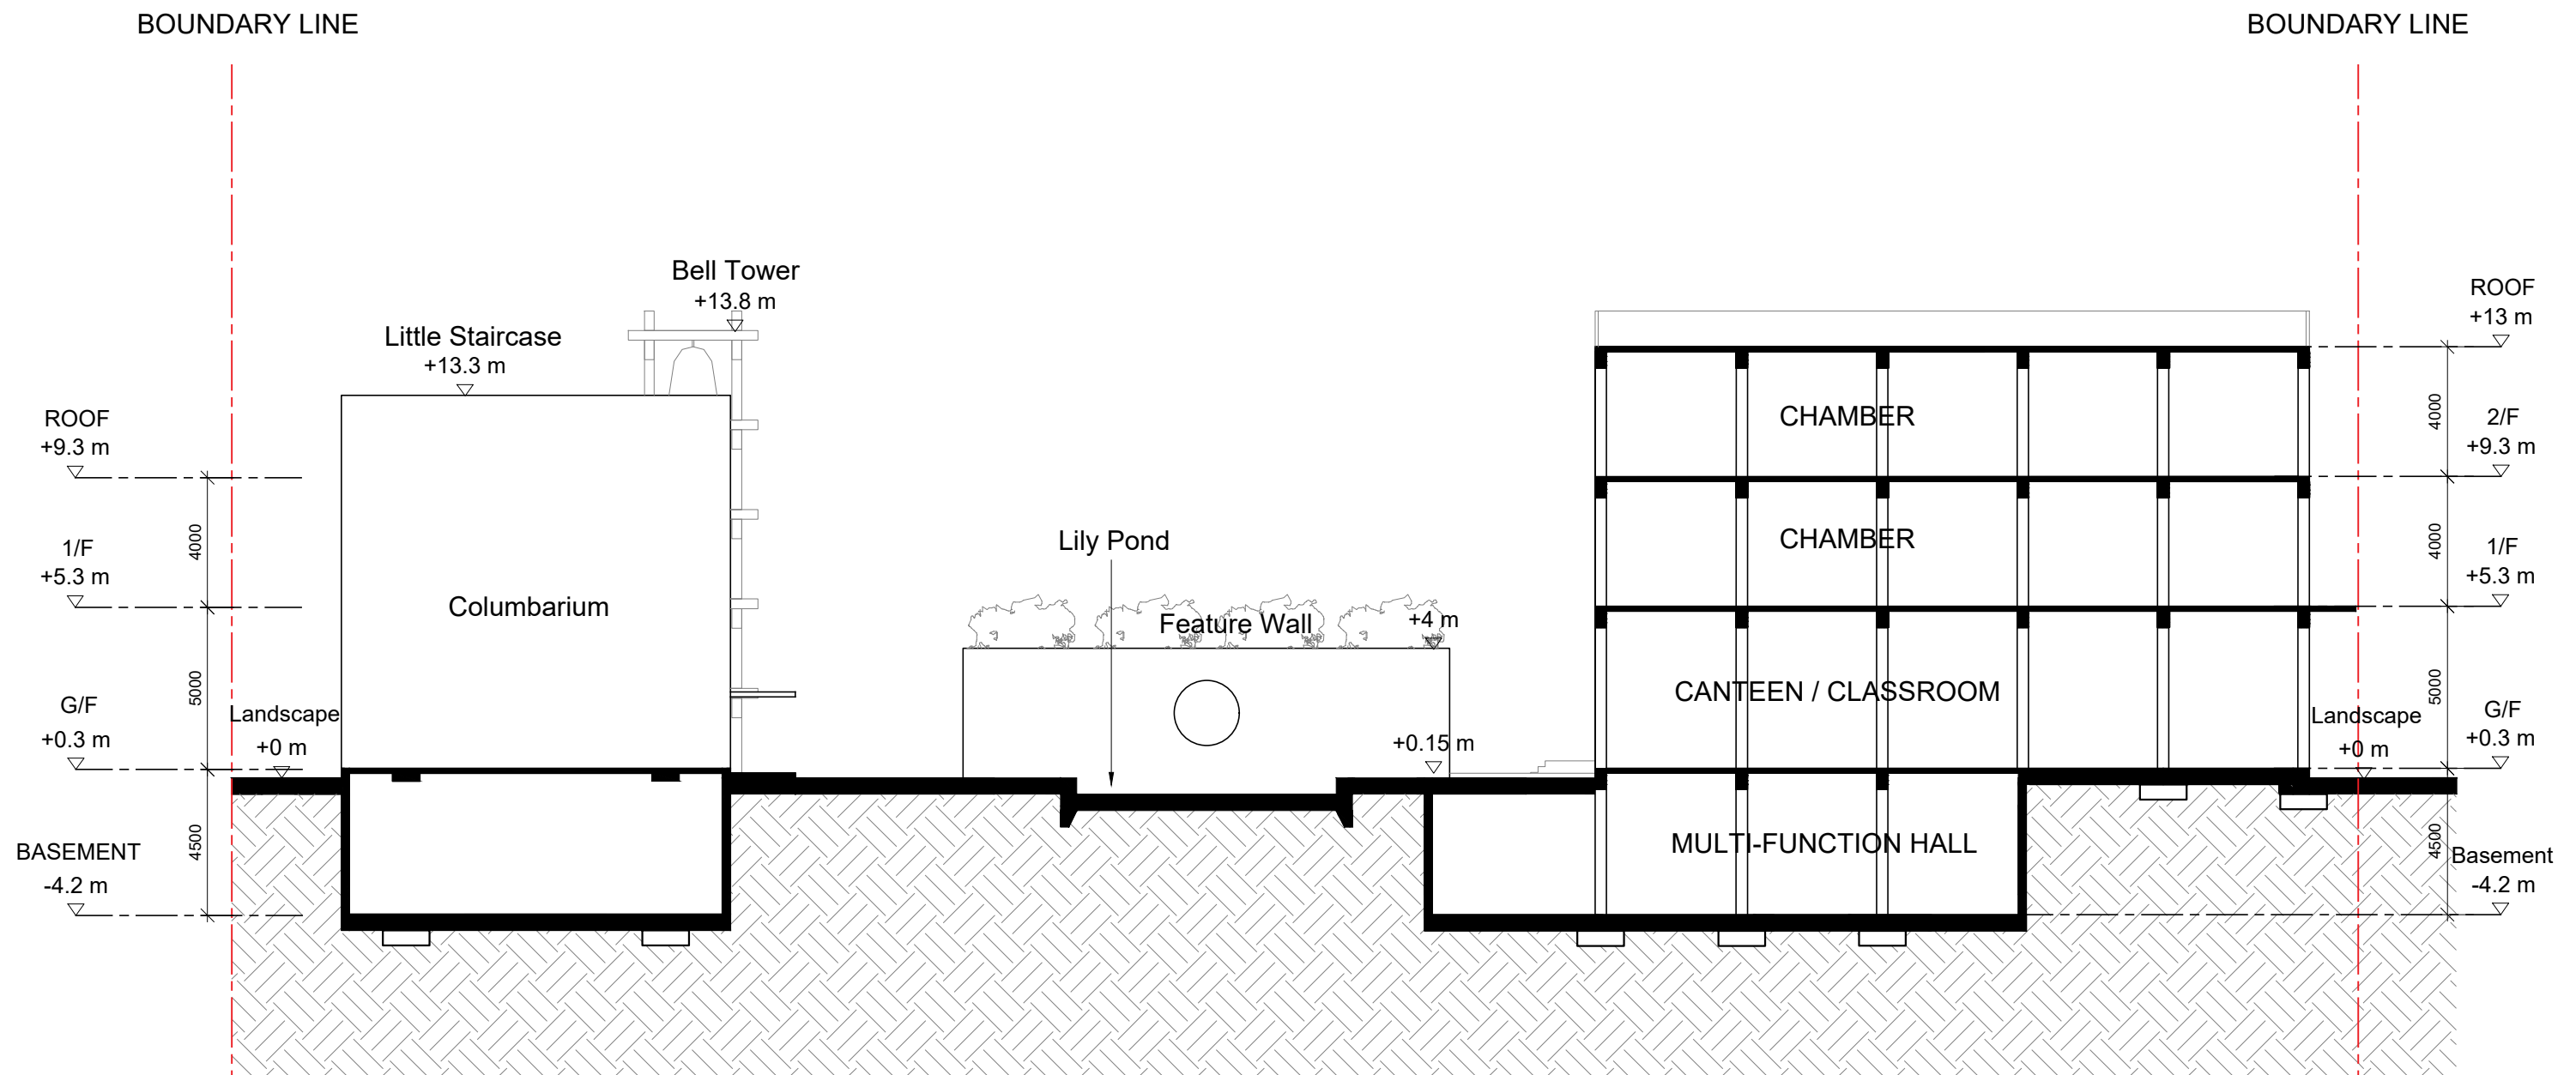 BOUNDARY LINE
BOUNDARY LINE
Bell Tower
+13.8 m
Little Staircase
+13.3 m
ROOF
+9.3 m
4000
1/F
+5.3 m
Columbarium
5000
G/F
+0.3 m
Landscape
+0 m
4500
BASEMENT
-4.2 m
Lily Pond
Feature Wall
+4 m
+0.15 m
CHAMBER
CHAMBER
CANTEEN / CLASSROOM
MULTI-FUNCTION HALL
ROOF
+13 m
4000
2/F
+9.3 m
4000
1/F
+5.3 m
5000
Landscape
+0 m
G/F
+0.3 m
4500
Basement
-4.2 m